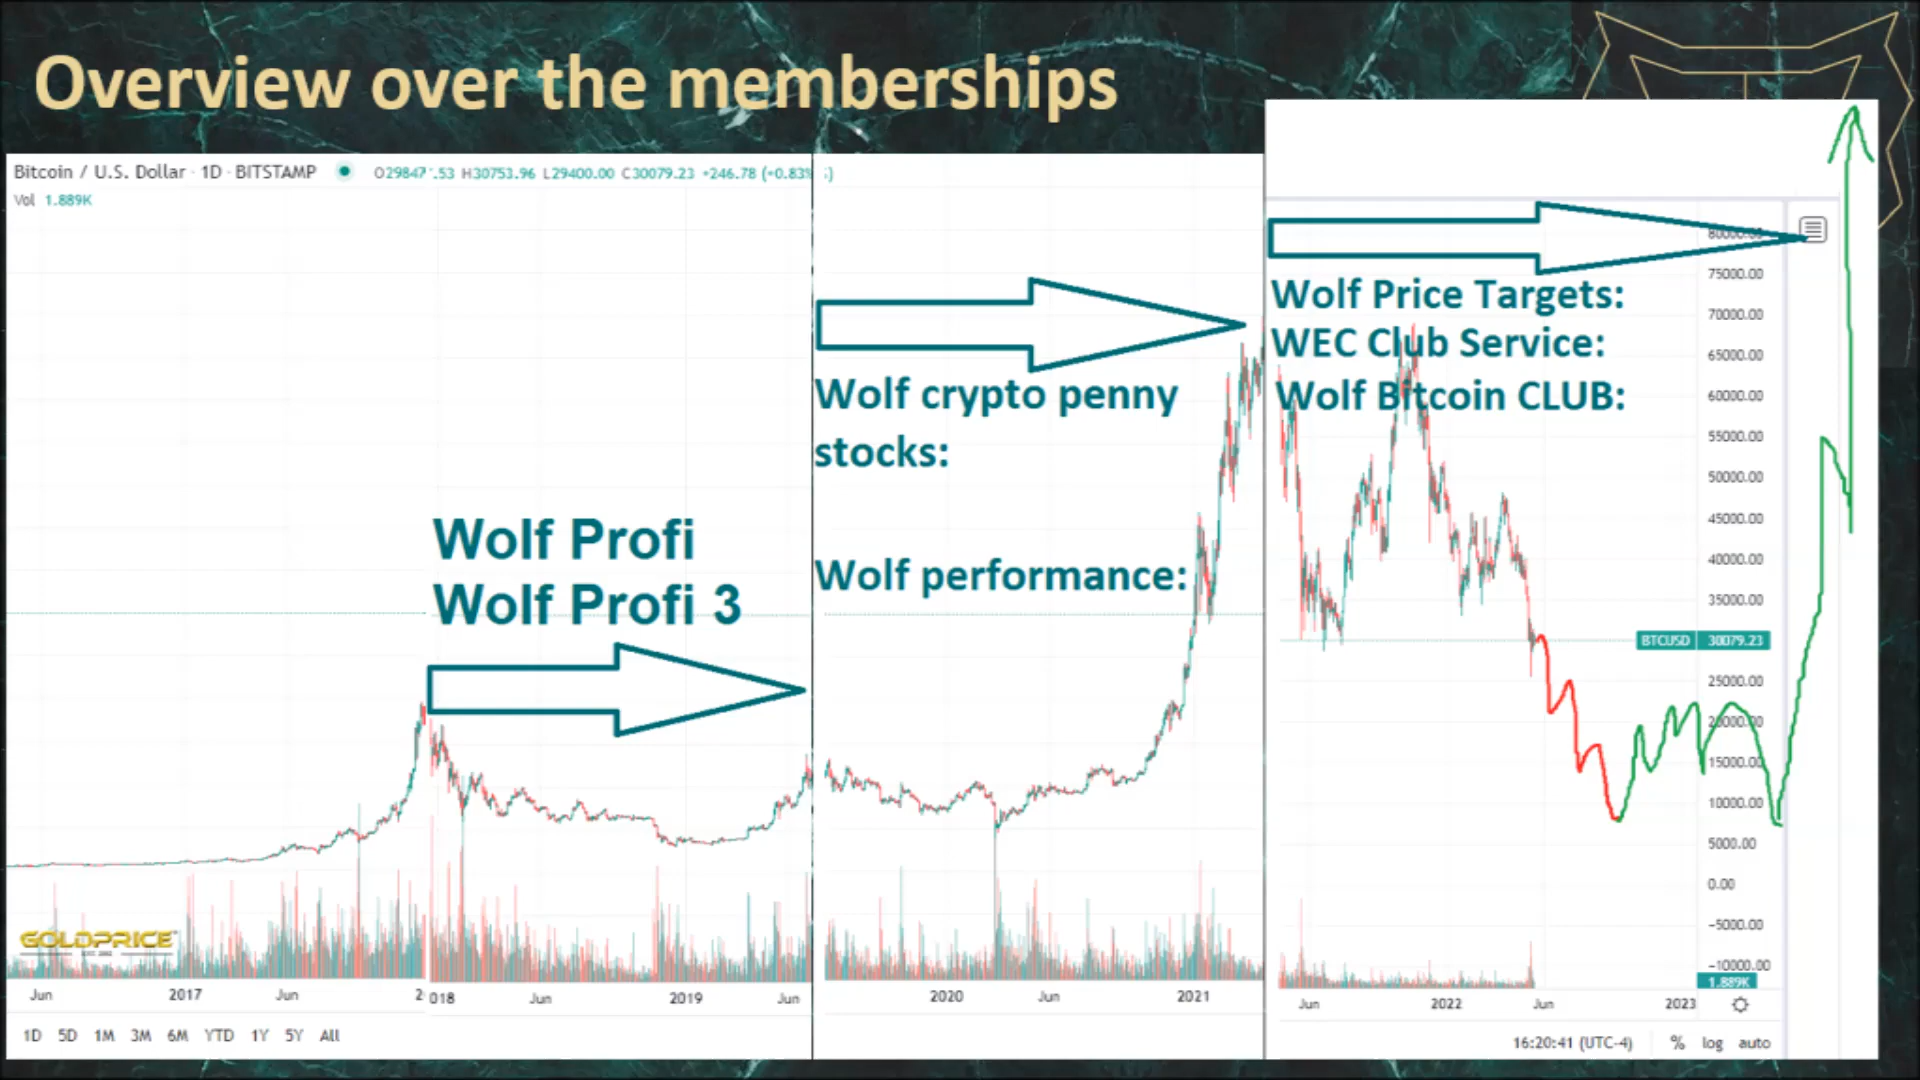 Overview over the memberships
Bitcoin / U.S. Dollar · 1D · BITSTAMP
H30753.96 L29400.00 C30079.23 +246.78
Vol 1.889K
Wolf Profi
Wolf Profi 3
Wolf crypto penny
stocks:
Wolf performance:
Wolf Price Targets:
WEC Club Service:
Wolf Bitcoin CLUB:
80000.00
75000.00
70000.00
65000.00
60000.00
55000.00
50000.00
45000.00
40000.00
35000.00
BTCUSD 30079.23
25000.00
20000.00
15000.00
10000.00
5000.00
0.00
-5000.00
-10000.00
1.889K
GOLDPRICE
Jun 2017 Jun 2018 Jun 2019 Jun 2020 Jun 2021 Jun 2022 Jun 2023
1D 5D 1M 3M 6M YTD 1Y 5Y All
16:20:41 (UTC-4) % log auto